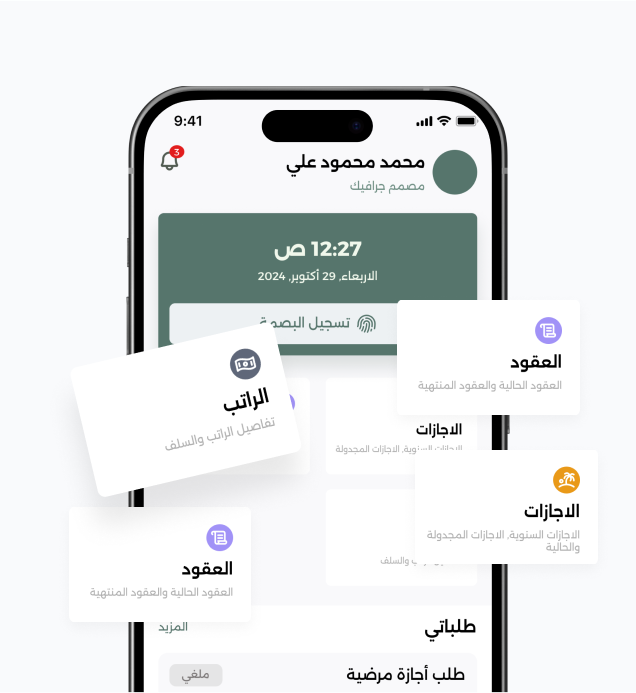 9:41
3
محمد محمود علي
مصمم جرافيك
12:27 ص
الاربعاء, 29 أكتوبر, 2024
تسجيل البصمة
العقود
العقود الحالية والعقود المنتهية
الراتب
تفاصيل الراتب والسلف
الاجازات
الاجازات السنوية, الاجازات المجدولة
الاجازات
الاجازات السنوية, الاجازات المجدولة
والحالية
والسلف
العقود
العقود الحالية والعقود المنتهية
طلباتي
المزيد
طلب أجازة مرضية
ملغي